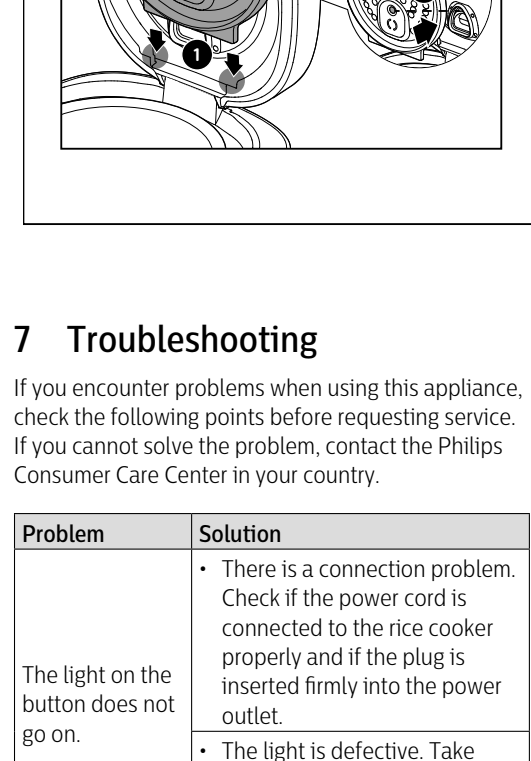 1
7 Troubleshooting
If you encounter problems when using this appliance,
check the following points before requesting service.
If you cannot solve the problem, contact the Philips
Consumer Care Center in your country.
Problem Solution
The light on the
button does not
go on.
• There is a connection problem.
Check if the power cord is
connected to the rice cooker
properly and if the plug is
inserted firmly into the power
outlet.
• The light is defective. Take